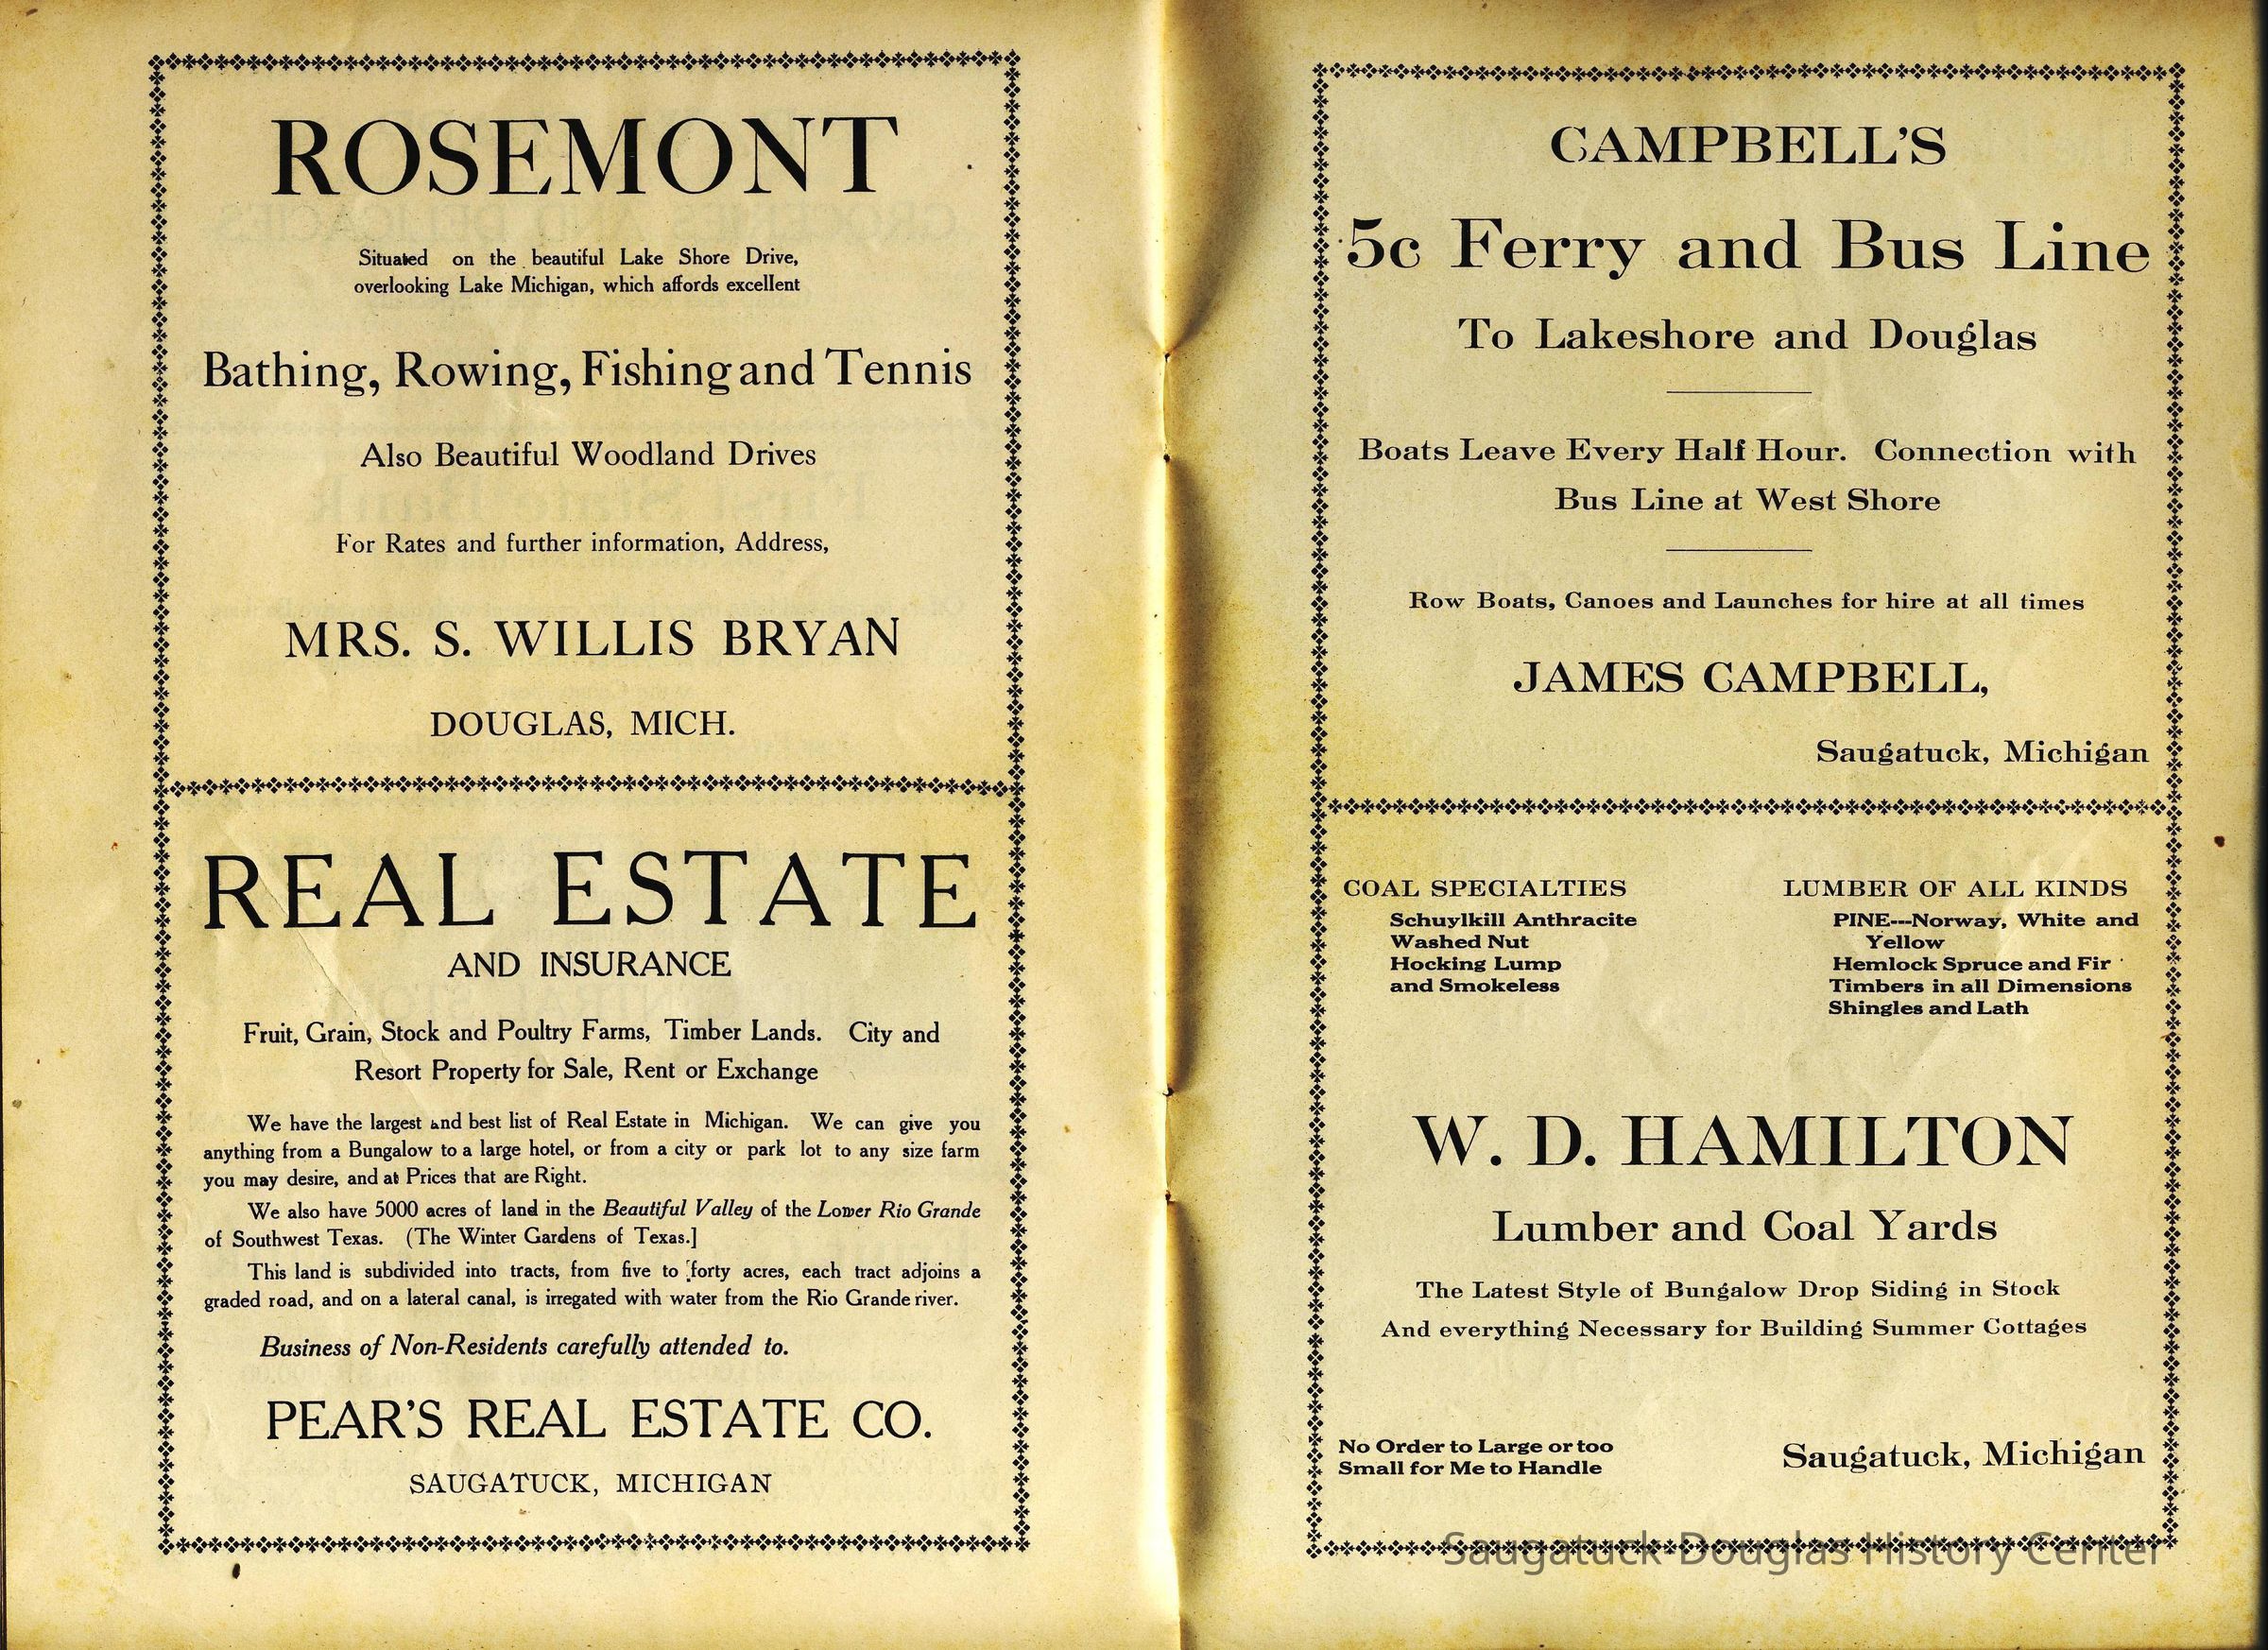 ROSEMONT
Situated on the beautiful Lake Shore Drive,
overlooking Lake Michigan, which affords excellent
Bathing, Rowing, Fishing and Tennis
Also Beautiful Woodland Drives
For Rates and further information, Address,
MRS. S. WILLIS BRYAN
DOUGLAS, MICH.
REAL ESTATE
AND INSURANCE
Fruit, Grain, Stock and Poultry Farms, Timber Lands. City and
Resort Property for Sale, Rent or Exchange
We have the largest and best list of Real Estate in Michigan. We can give you
anything from a Bungalow to a large hotel, or from a city or park lot to any size farm
you may desire, and at Prices that are Right.
We also have 5000 acres of land in the Beautiful Valley of the Lower Rio Grande
of Southwest Texas. (The Winter Gardens of Texas.]
This land is subdivided into tracts, from five to forty acres, each tract adjoins a
graded road, and on a lateral canal, is irregated with water from the Rio Grande river.
Business of Non-Residents carefully attended to.
PEAR'S REAL ESTATE CO.
SAUGATUCK, MICHIGAN
CAMPBELL'S
5c Ferry and Bus Line
To Lakeshore and Douglas
Boats Leave Every Half Hour. Connection with
Bus Line at West Shore
Row Boats, Canoes and Launches for hire at all times
JAMES CAMPBELL,
Saugatuck, Michigan
COAL SPECIALTIES
Schuylkill Anthracite
Washed Nut
Hocking Lump
and Smokeless
LUMBER OF ALL KINDS
PINE---Norway, White and
Yellow
Hemlock Spruce and Fir
Timbers in all Dimensions
Shingles and Lath
W. D. HAMILTON
Lumber and Coal Yards
The Latest Style of Bungalow Drop Siding in Stock
And everything Necessary for Building Summer Cottages
No Order to Large or too
Small for Me to Handle
Saugatuck, Michigan
Saugatuck-Douglas History Center